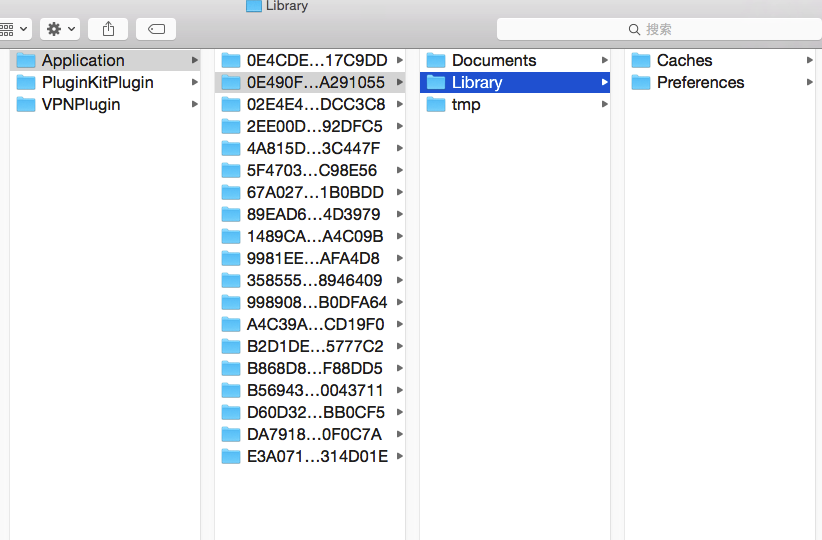 Library
搜索
Application
PluginKitPlugin
VPNPlugin
0E4CDE...17C9DD
0E490F...A291055
02E4E4...DCC3C8
2EE00D...92DFC5
4A815D...3C447F
5F4703...C98E56
67A027...1B0BDD
89EAD6...4D3979
1489CA...A4C09B
9981EE...AFA4D8
358555...8946409
998908...B0DFA64
A4C39A...CD19F0
B2D1DE...5777C2
B868D8...F88DD5
B56943...0043711
D60D32...BB0CF5
DA7918...0F0C7A
E3A071...314D01E
Documents
Library
tmp
Caches
Preferences